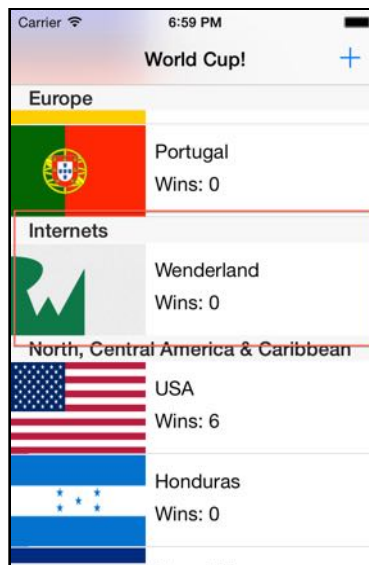 Carrier 6:59 PM
World Cup! +
Europe
Portugal
Wins: 0
Internets
Wenderland
Wins: 0
North, Central America & Caribbean
USA
Wins: 6
Honduras
Wins: 0